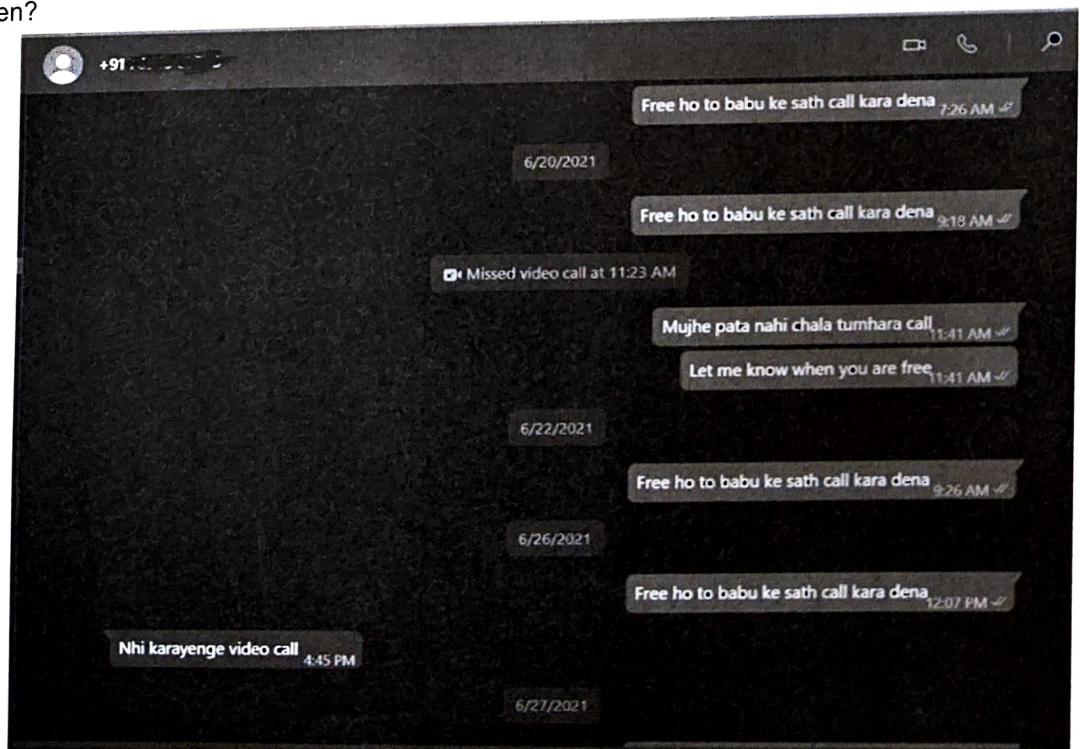 en?
+91
Free ho to babu ke sath call kara dena 7:26 AM
6/20/2021
Free ho to babu ke sath call kara dena 9:18 AM
Missed video call at 11:23 AM
Mujhe pata nahi chala tumhara call 11:41 AM
Let me know when you are free 11:41 AM
6/22/2021
Free ho to babu ke sath call kara dena 9:26 AM
6/26/2021
Free ho to babu ke sath call kara dena 12:07 PM
Nhi karayenge video call 4:45 PM
6/27/2021